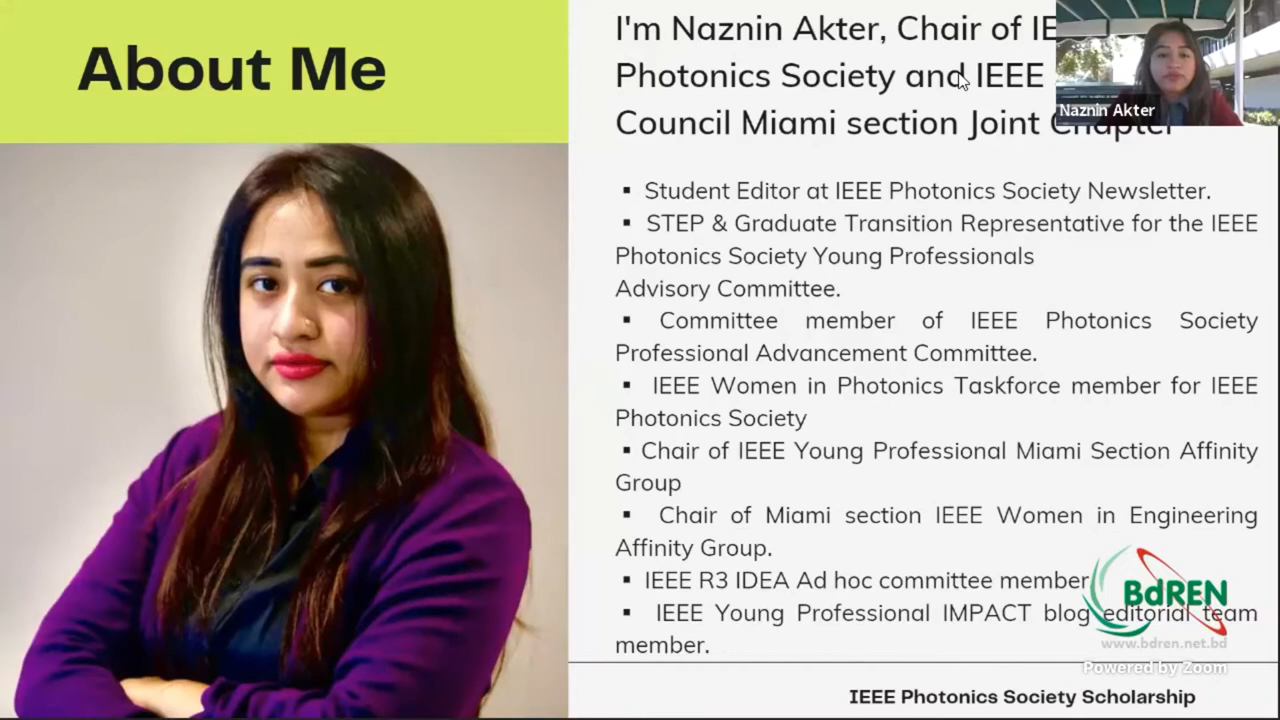 About Me
I'm Naznin Akter, Chair of IE
Photonics Society and IEEE
Council Miami section Joint Chapter
Naznin Akter
▪ Student Editor at IEEE Photonics Society Newsletter.
▪ STEP & Graduate Transition Representative for the IEEE
Photonics Society Young Professionals
Advisory Committee.
▪ Committee member of IEEE Photonics Society
Professional Advancement Committee.
▪ IEEE Women in Photonics Taskforce member for IEEE
Photonics Society
▪ Chair of IEEE Young Professional Miami Section Affinity
Group
▪ Chair of Miami section IEEE Women in Engineering
Affinity Group.
▪ IEEE R3 IDEA Ad hoc committee member
▪ IEEE Young Professional IMPACT blog editorial team
member.
BdREN
www.bdren.net.bd
Powered by Zoom
IEEE Photonics Society Scholarship